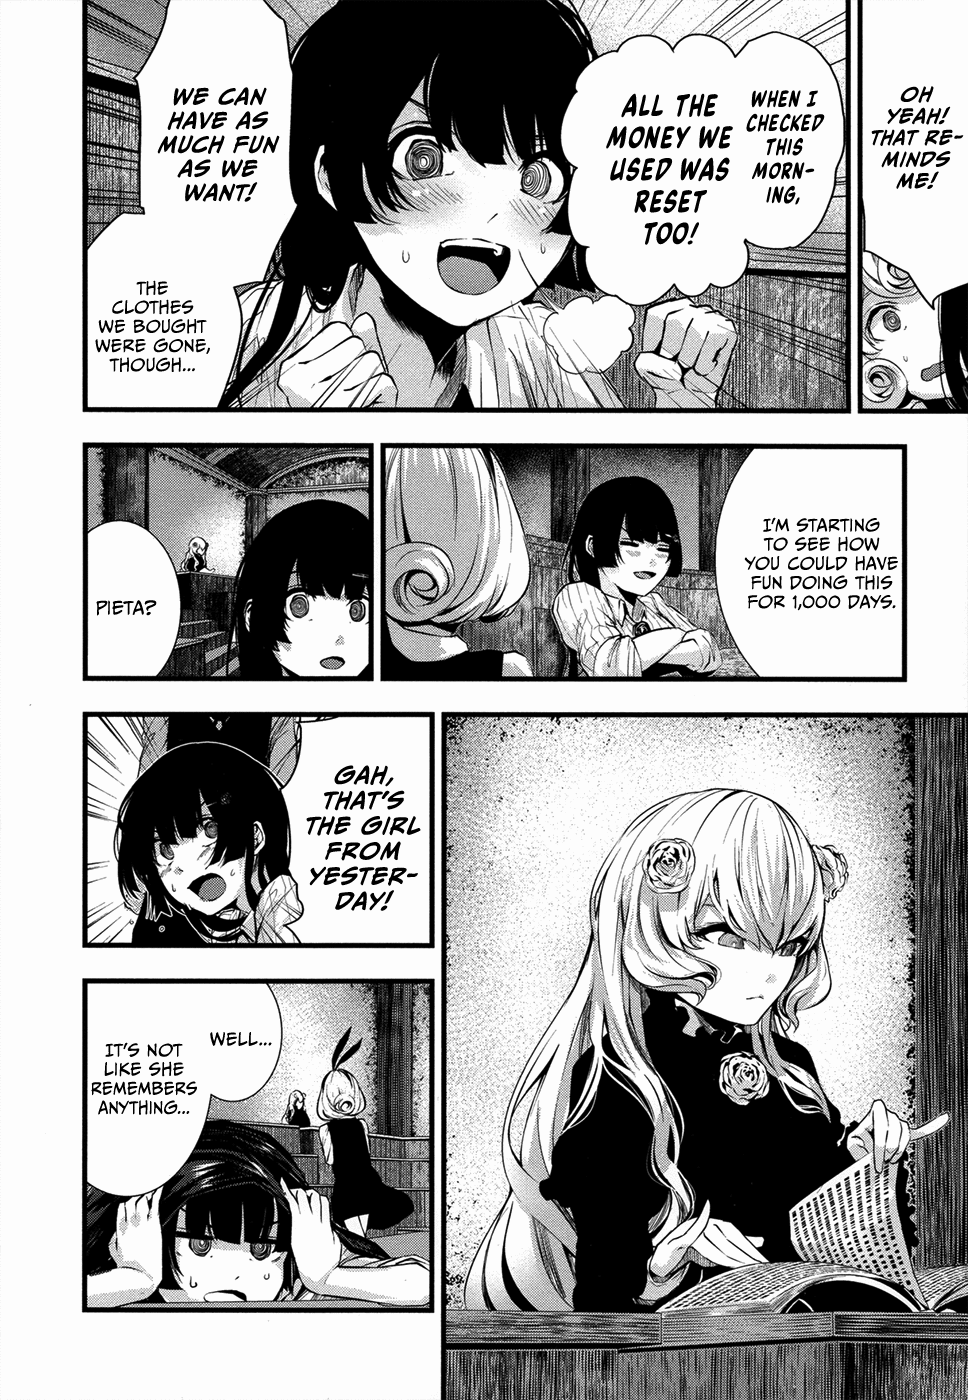 OH
YEAH!
THAT RE-
MINDS
ME!
WHEN I
CHECKED
THIS
MORN-
ING,
ALL THE
MONEY WE
USED WAS
RESET
TOO!
WE CAN
HAVE AS
MUCH FUN
AS WE
WANT!
THE
CLOTHES
WE BOUGHT
WERE GONE,
THOUGH...
I'M STARTING
TO SEE HOW
YOU COULD HAVE
FUN DOING THIS
FOR 1,000 DAYS.
PIETA?
GAH,
THAT'S
THE GIRL
FROM
YESTER-
DAY!
WELL...
IT'S NOT
LIKE SHE
REMEMBERS
ANYTHING...